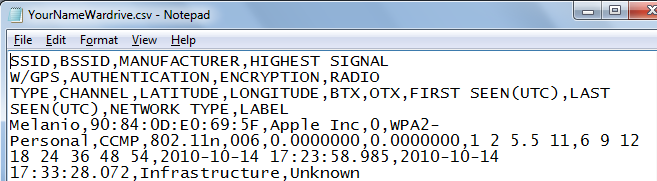 YourNameWardrive.csv - Notepad
File Edit Format View Help
SSID,BSSID,MANUFACTURER,HIGHEST SIGNAL
W/GPS,AUTHENTICATION,ENCRYPTION,RADIO
TYPE,CHANNEL,LATITUDE,LONGITUDE,BTX,OTX,FIRST SEEN(UTC),LAST
SEEN(UTC),NETWORK TYPE,LABEL
Melanio,90:84:0D:E0:69:5F,Apple Inc,0,WPA2-
Personal,CCMP,802.11n,006,0.0000000,0.0000000,1 2 5.5 11,6 9 12
18 24 36 48 54,2010-10-14 17:23:58.985,2010-10-14
17:33:28.072,Infrastructure,Unknown